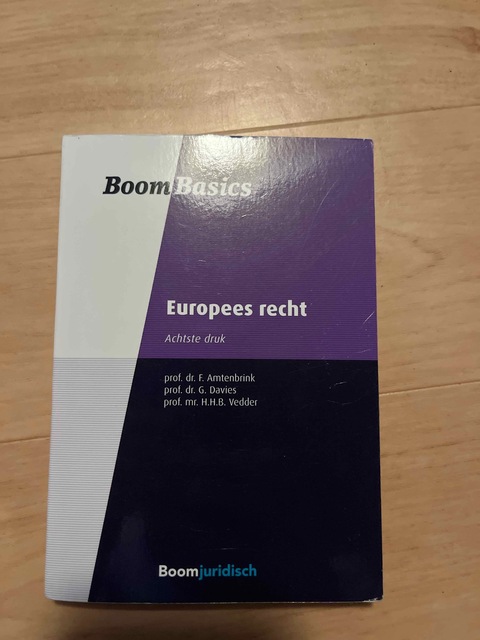 BoomBasics
Europees recht
Achtste druk
prof. dr. F. Amtenbrink
prof. dr. G. Davies
prof. mr. H.H.B. Vedder
Boomjuridisch